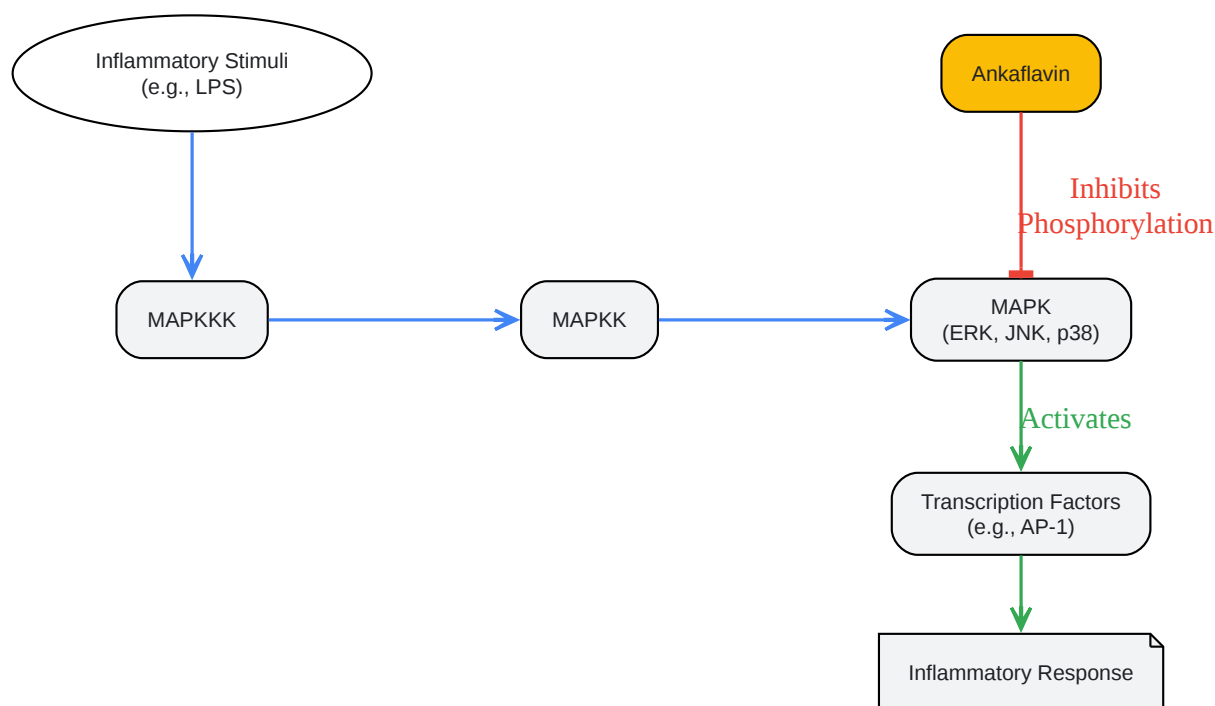 Inflammatory Stimuli
(e.g., LPS)
Ankaflavin
Inhibits
Phosphorylation
MAPKKK
MAPKK
MAPK
(ERK, JNK, p38)
Activates
Transcription Factors
(e.g., AP-1)
Inflammatory Response